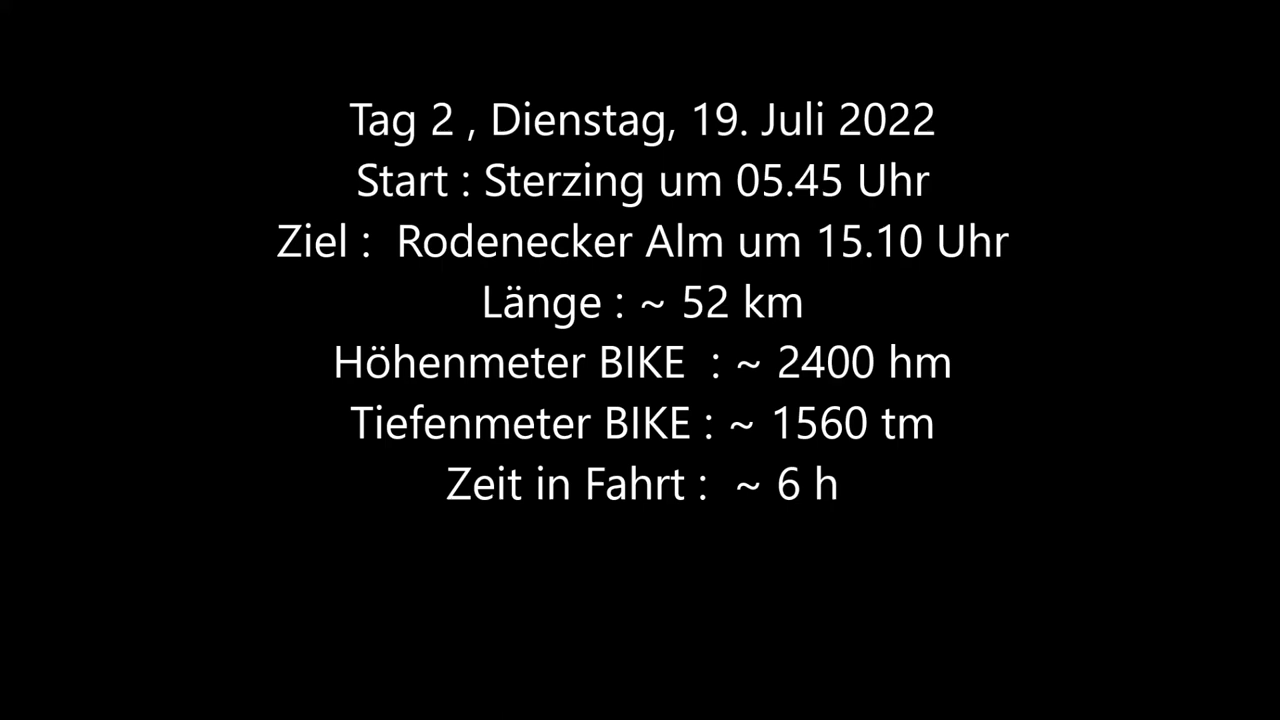 Tag 2 , Dienstag, 19. Juli 2022
Start : Sterzing um 05.45 Uhr
Ziel :  Rodenecker Alm um 15.10 Uhr
Länge : ~ 52 km
Höhenmeter BIKE  : ~ 2400 hm
Tiefenmeter BIKE : ~ 1560 tm
Zeit in Fahrt :  ~ 6 h